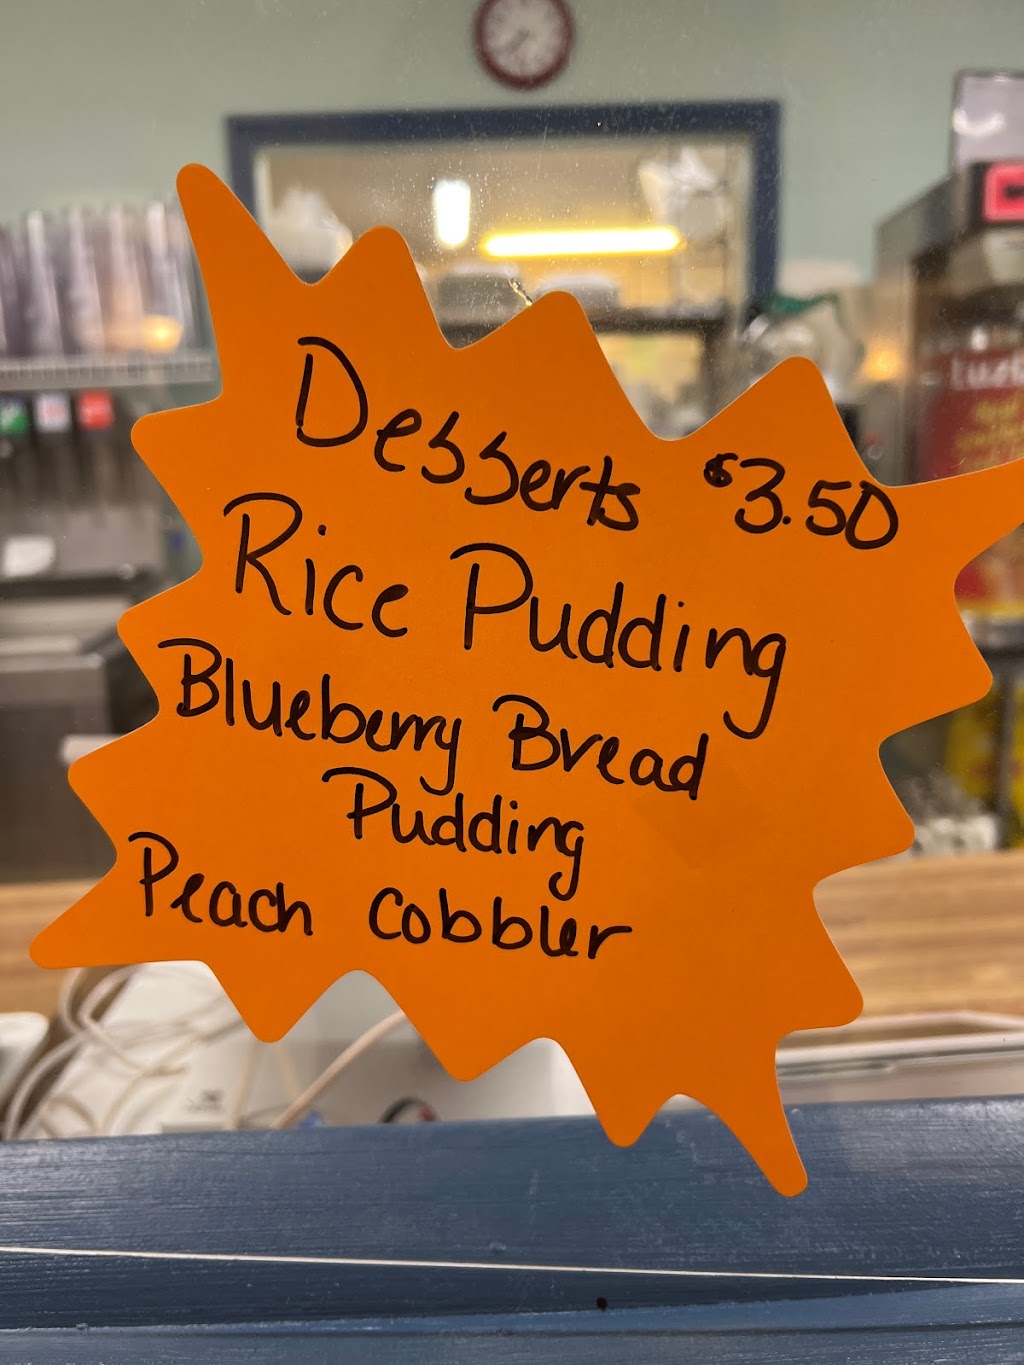 Desserts $3.50
Rice Pudding
Blueberry Bread
Pudding
Peach Cobbler